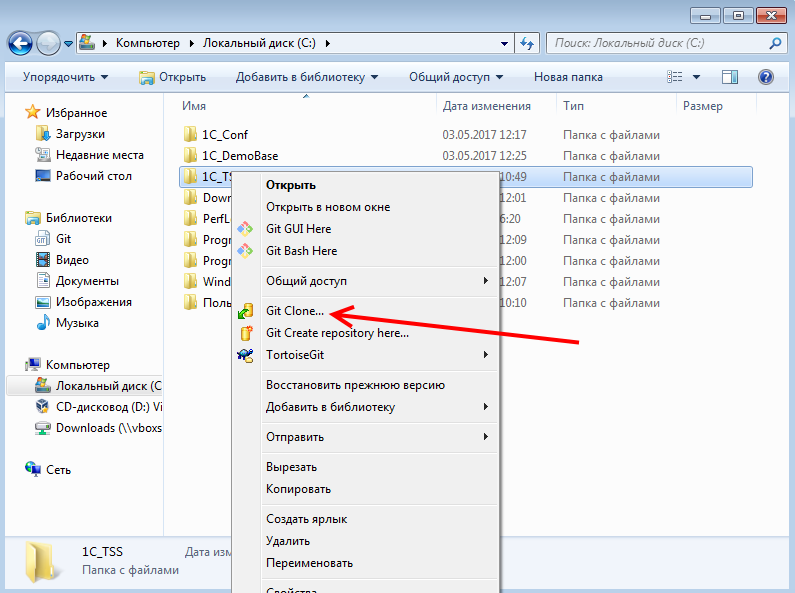 Компьютер Локальный диск (C:)
Поиск: Локальный диск (C:)
Упорядочить Открыть Добавить в библиотеку Общий доступ Новая папка
Имя Дата изменения Тип Размер
Избранное
Загрузки
Недавние места
Рабочий стол
Библиотеки
Git
Видео
Документы
Изображения
Музыка
Компьютер
Локальный диск (C
CD-дисковод (D:) Vi
Downloads (\\vboxs
Сеть
1C_Conf 03.05.2017 12:17 Папка с файлами
1C_DemoBase 03.05.2017 12:25 Папка с файлами
1C_TS 10:49 Папка с файлами
Down 12:01 Папка с файлами
PerfL 6:20 Папка с файлами
Progr 12:09 Папка с файлами
Progr 12:00 Папка с файлами
Wind 12:07 Папка с файлами
Поль 10:10 Папка с файлами
Открыть
Открыть в новом окне
Git GUI Here
Git Bash Here
Общий доступ
Git Clone...
Git Create repository here...
TortoiseGit
Восстановить прежнюю версию
Добавить в библиотеку
Отправить
Вырезать
Копировать
Создать ярлык
Удалить
Переименовать
Свойства
1C_TSS Дата изм
Папка с файлами